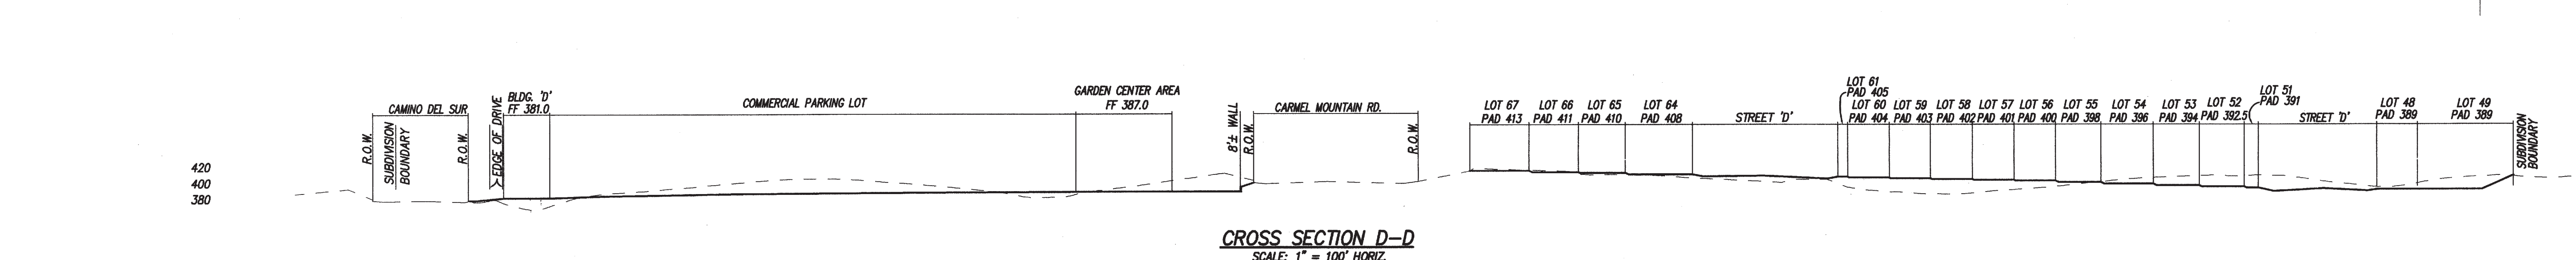 420
400
380
R.O.W.
CAMINO DEL SUR
SUBDIVISION
BOUNDARY
R.O.W.
EDGE OF DRIVE
BLDG. 'D'
FF 381.0
COMMERCIAL PARKING LOT
GARDEN CENTER AREA
FF 387.0
8'± WALL
R.O.W.
CARMEL MOUNTAIN RD.
R.O.W.
LOT 67
PAD 413
LOT 66
PAD 411
LOT 65
PAD 410
LOT 64
PAD 408
STREET 'D'
LOT 61
PAD 405
LOT 60
PAD 404
LOT 59
PAD 403
LOT 58
PAD 402
LOT 57
PAD 401
LOT 56
PAD 400
LOT 55
PAD 398
LOT 54
PAD 396
LOT 53
PAD 394
LOT 52
PAD 392.5
LOT 51
PAD 391
STREET 'D'
LOT 48
PAD 389
LOT 49
PAD 389
SUBDIVISION
BOUNDARY
CROSS SECTION D-D
SCALE: 1" = 100' HORIZ.